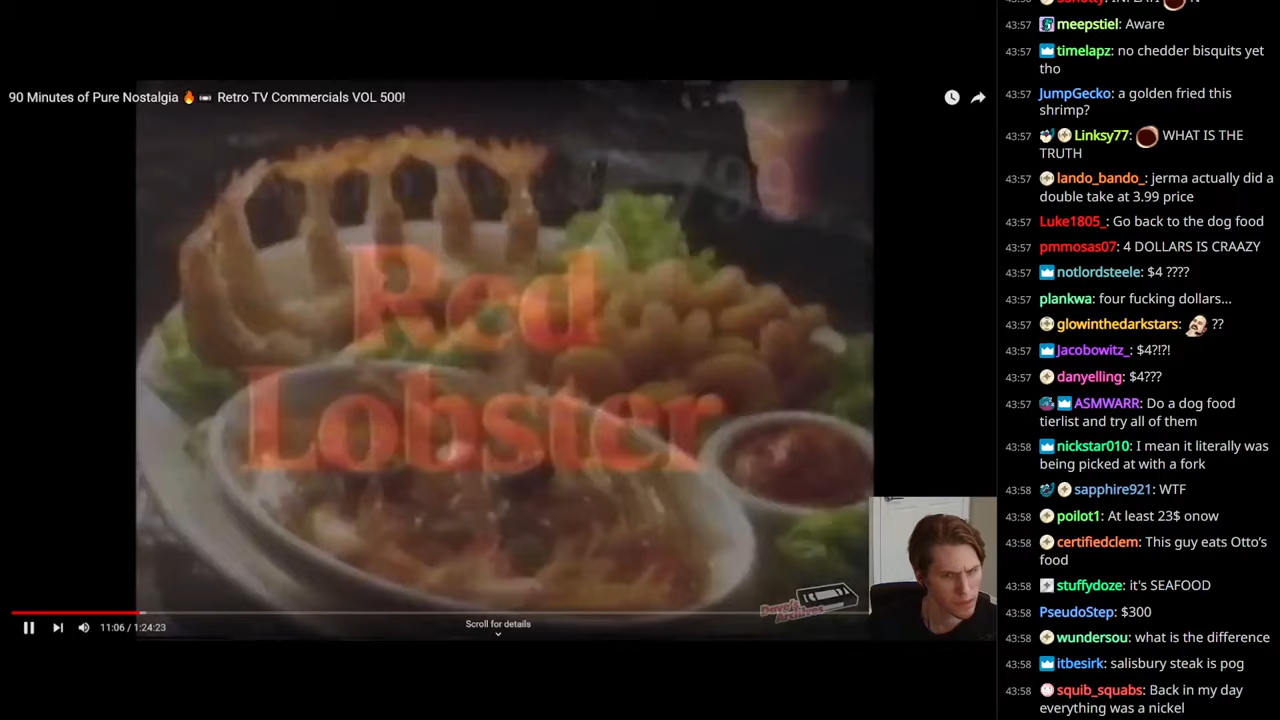 90 Minutes of Pure Nostalgia 🔥 📼 Retro TV Commercials VOL 500!
7.99
Red
Lobster
Dave's
Archives
11:06 / 1:24:23
Scroll for details
43:57 meepstiel: Aware
43:57 timelapz: no chedder bisquits yet
tho
43:57 JumpGecko: a golden fried this
shrimp?
43:57 Linksy77: WHAT IS THE
TRUTH
43:57 lando_bando_: jerma actually did a
double take at 3.99 price
43:57 Luke1805_: Go back to the dog food
43:57 pmmosas07: 4 DOLLARS IS CRAAZY
43:57 notlordsteele: $4 ????
43:57 plankwa: four fucking dollars...
43:57 glowinthedarkstars: ??
43:57 Jacobowitz_: $4?!?!
43:57 danyelling: $4???
43:57 ASMWARR: Do a dog food
tierlist and try all of them
43:58 nickstar010: I mean it literally was
being picked at with a fork
43:58 sapphire921: WTF
43:58 poilot1: At least 23$ onow
43:58 certifiedclem: This guy eats Otto's
food
43:58 stuffydoze: it's SEAFOOD
43:58 PseudoStep: $300
43:58 wundersou: what is the difference
43:58 itbesirk: salisbury steak is pog
43:58 squib_squabs: Back in my day
everything was a nickel